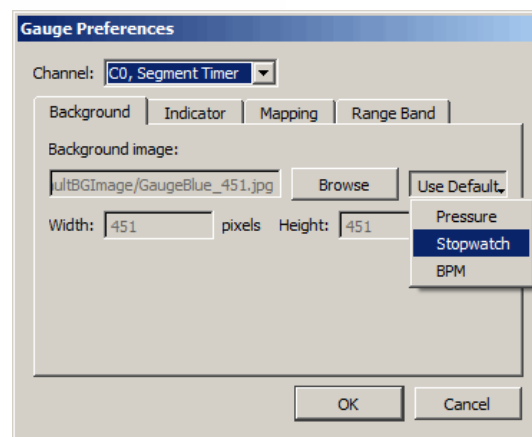 Gauge Preferences
Channel: C0, Segment Timer
Background Indicator Mapping Range Band
Background image:
ultBGImage/GaugeBlue_451.jpg Browse Use Default
Width: 451 pixels Height: 451
Pressure
Stopwatch
BPM
OK Cancel